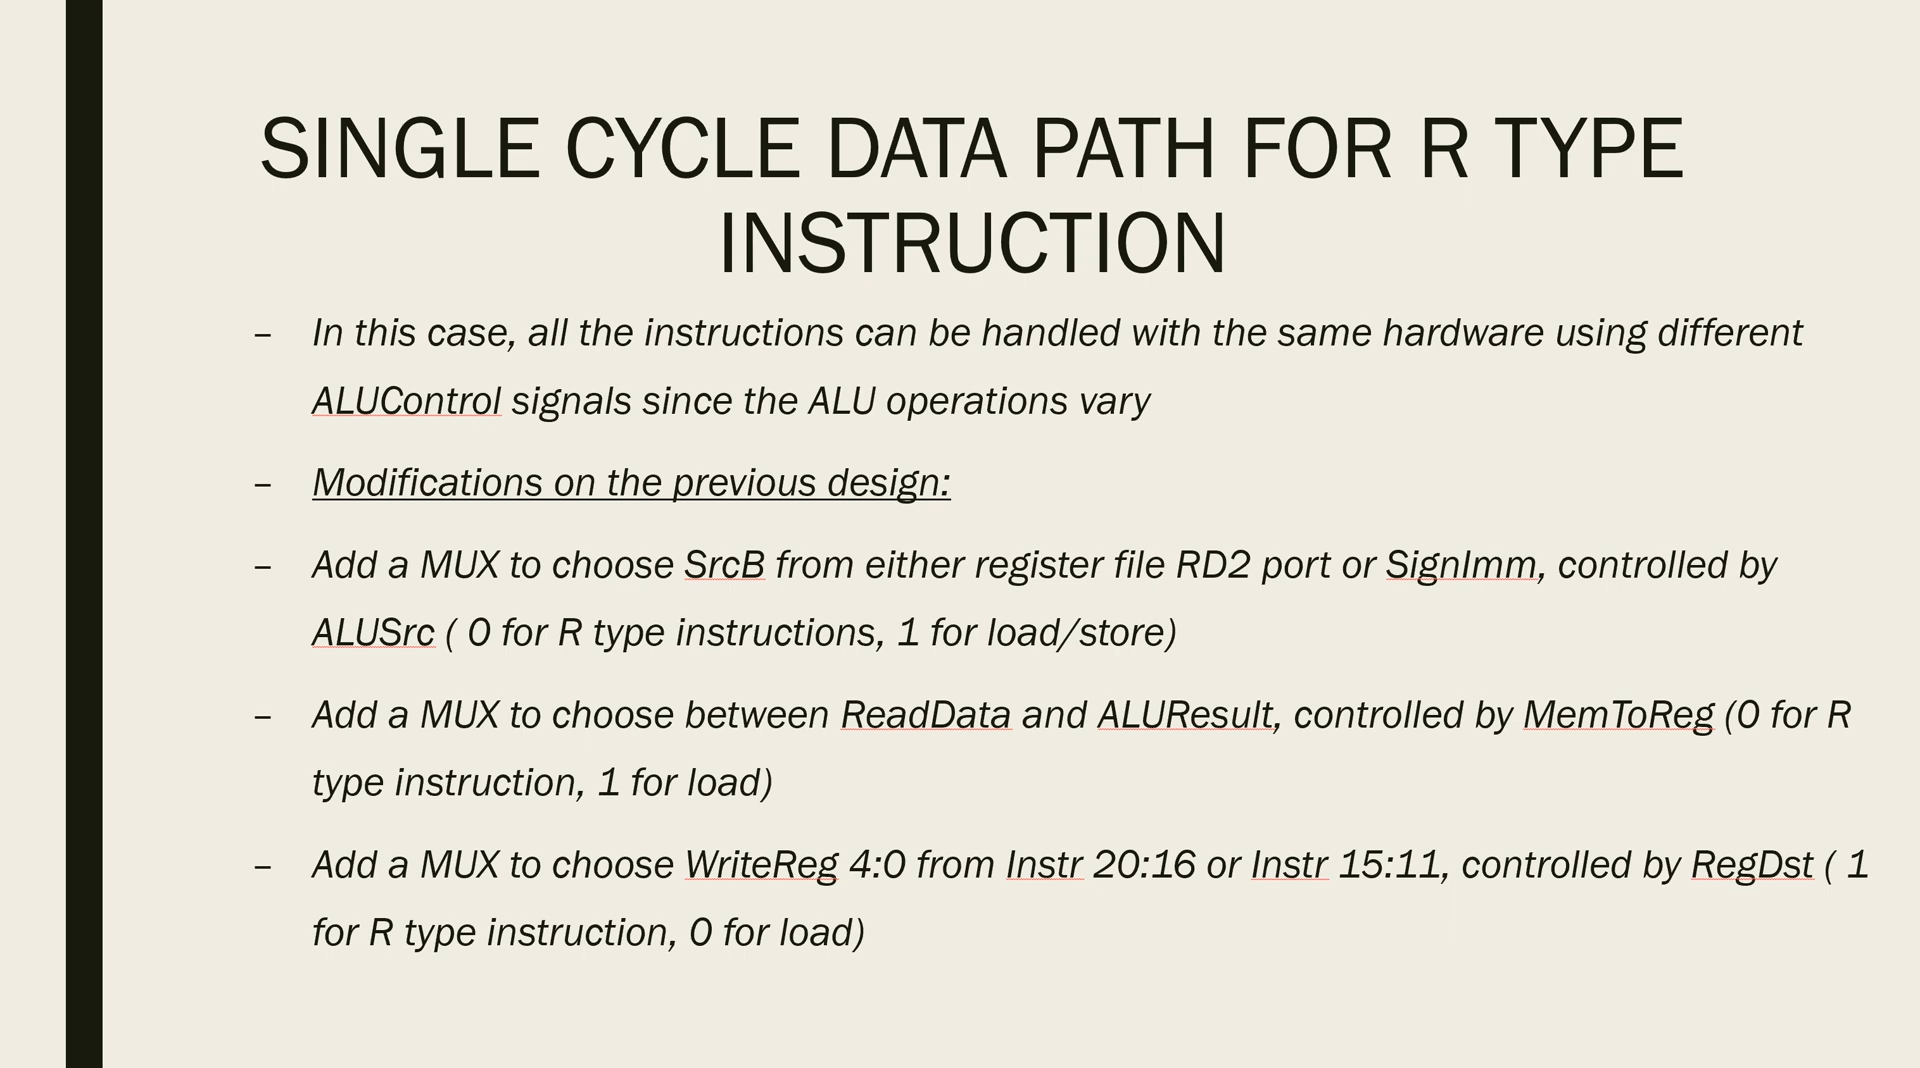 SINGLE CYCLE DATA PATH FOR R TYPE
INSTRUCTION
– In this case, all the instructions can be handled with the same hardware using different
ALUControl signals since the ALU operations vary
– Modifications on the previous design:
– Add a MUX to choose SrcB from either register file RD2 port or SignImm, controlled by
ALUSrc ( 0 for R type instructions, 1 for load/store)
– Add a MUX to choose between ReadData and ALUResult, controlled by MemToReg (0 for R
type instruction, 1 for load)
– Add a MUX to choose WriteReg 4:0 from Instr 20:16 or Instr 15:11, controlled by RegDst ( 1
for R type instruction, 0 for load)